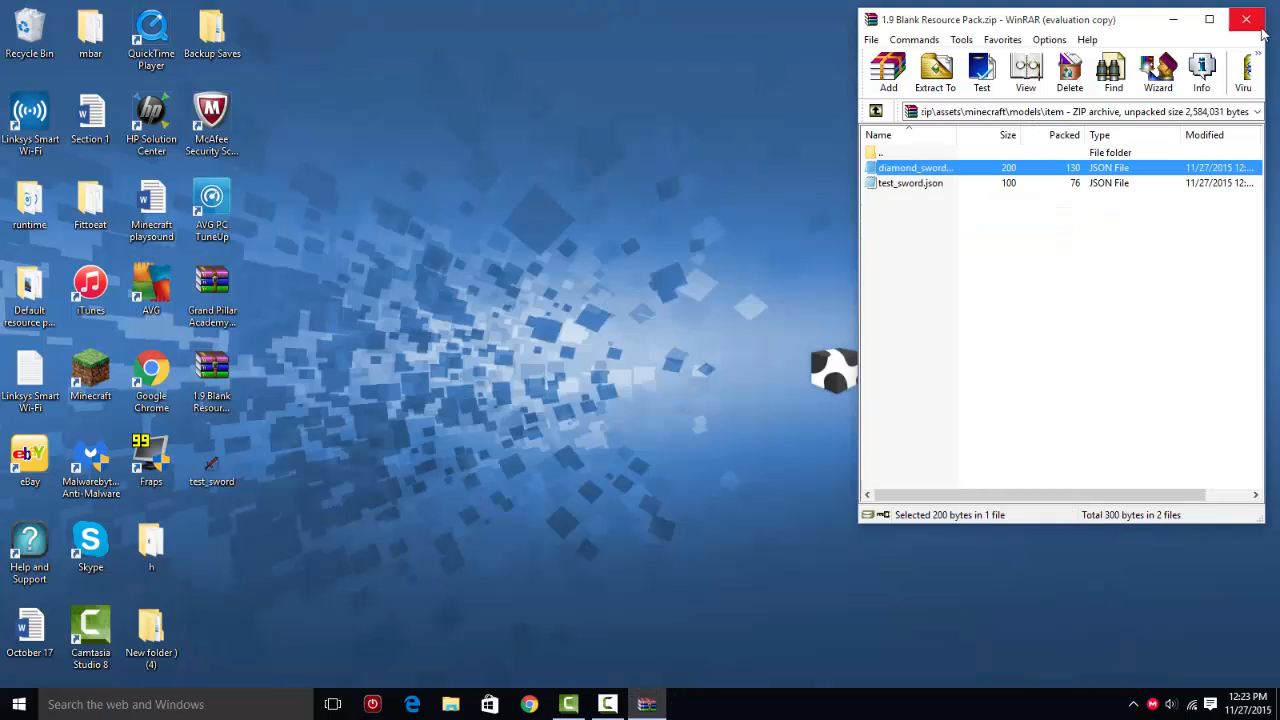 Recycle Bin
mbar
QuickTime
Player
Backup Saves
Linksys Smart
Wi-Fi
Section 1
HP Solution
Center
McAfee
Security Sc...
runtime
Fittoeat
Minecraft
playsound
AVG PC
TuneUp
Default
resource p...
iTunes
AVG
Grand Pillar
Academy...
Linksys Smart
Wi-Fi
Minecraft
Google
Chrome
1.9 Blank
Resour...
eBay
Malwarebyt...
Anti-Malware
99
Fraps
test_sword
Help and
Support
Skype
h
October 17
Camtasia
Studio 8
New folder )
(4)
1.9 Blank Resource Pack.zip - WinRAR (evaluation copy)
File Commands Tools Favorites Options Help
Add Extract To Test View Delete Find Wizard Info Viru
zip\assets\minecraft\models\item - ZIP archive, unpacked size 2,584,031 bytes
Name Size Packed Type Modified
.. File folder
diamond_sword... 200 130 JSON File 11/27/2015 12:...
test_sword.json 100 76 JSON File 11/27/2015 12:...
Selected 200 bytes in 1 file Total 300 bytes in 2 files
Search the web and Windows
12:23 PM
11/27/2015